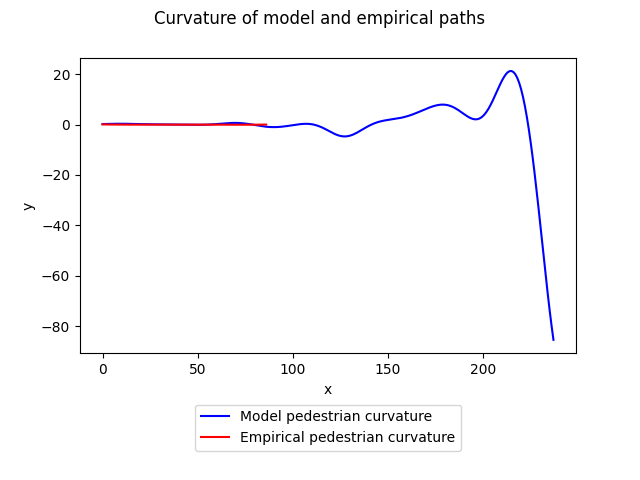 Curvature of model and empirical paths
20
0
−20
−40
−60
−80
y
0 50 100 150 200
x
Model pedestrian curvature
Empirical pedestrian curvature